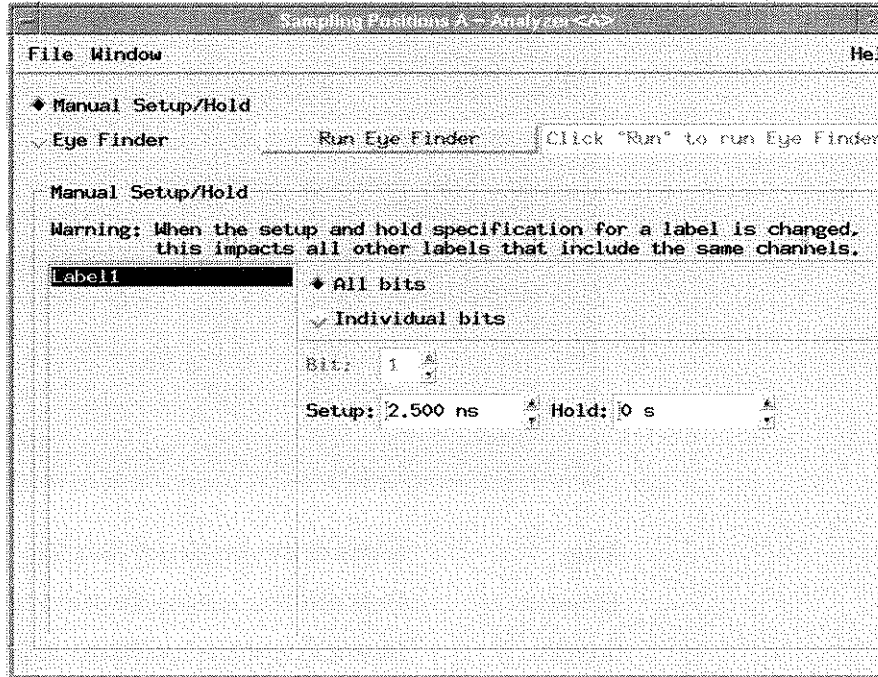 Sampling Positions A - Analyzer<A>
File Window Hel
Manual Setup/Hold
Eye Finder Run Eye Finder Click "Run" to run Eye Finder
Manual Setup/Hold
Warning: When the setup and hold specification for a label is changed,
this impacts all other labels that include the same channels.
Label1 All bits
Individual bits
Bit: 1
Setup: 2.500 ns Hold: 0 s